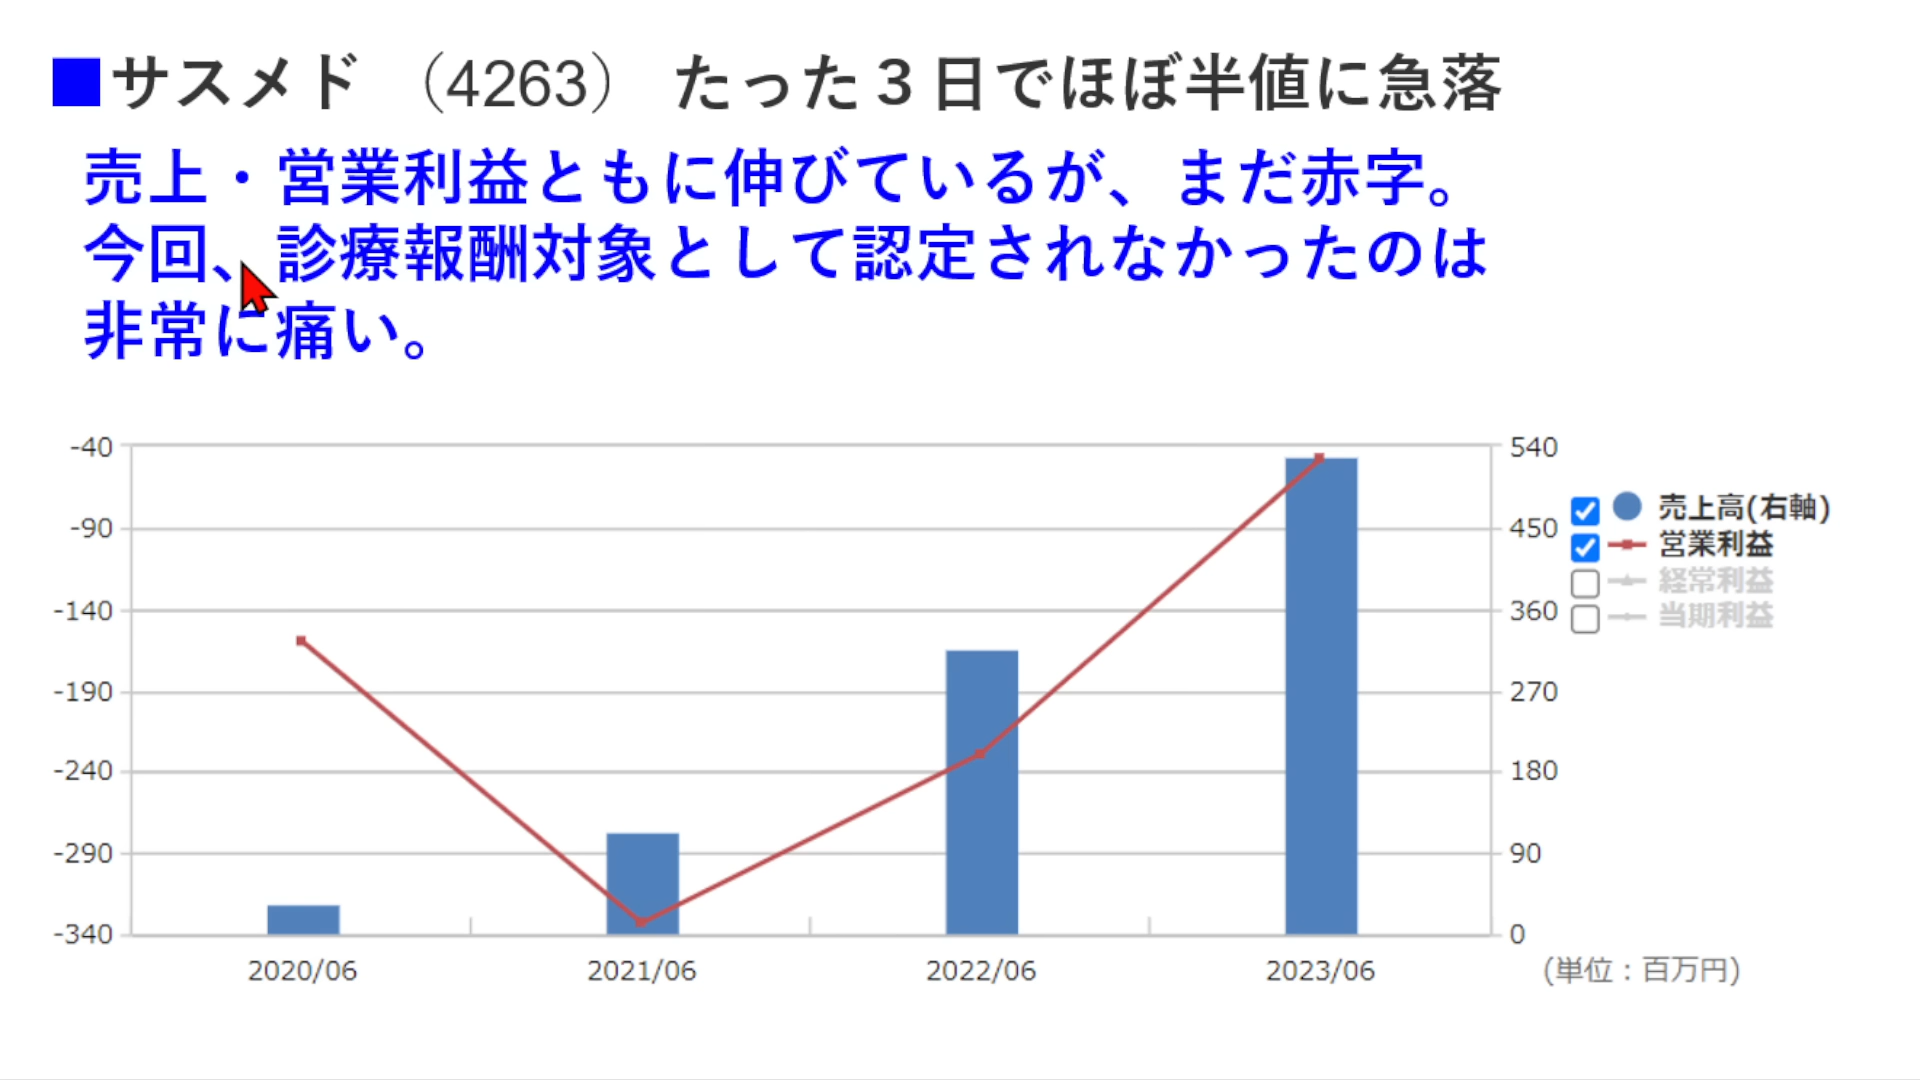 ■サスメド （4263） たった３日でほぼ半値に急落
売上・営業利益ともに伸びているが、まだ赤字。
今回、診療報酬対象として認定されなかったのは
非常に痛い。
-40
-90
-140
-190
-240
-290
-340
540
450
360
270
180
90
0
売上高(右軸)
営業利益
経常利益
当期利益
2020/06
2021/06
2022/06
2023/06
(単位：百万円)